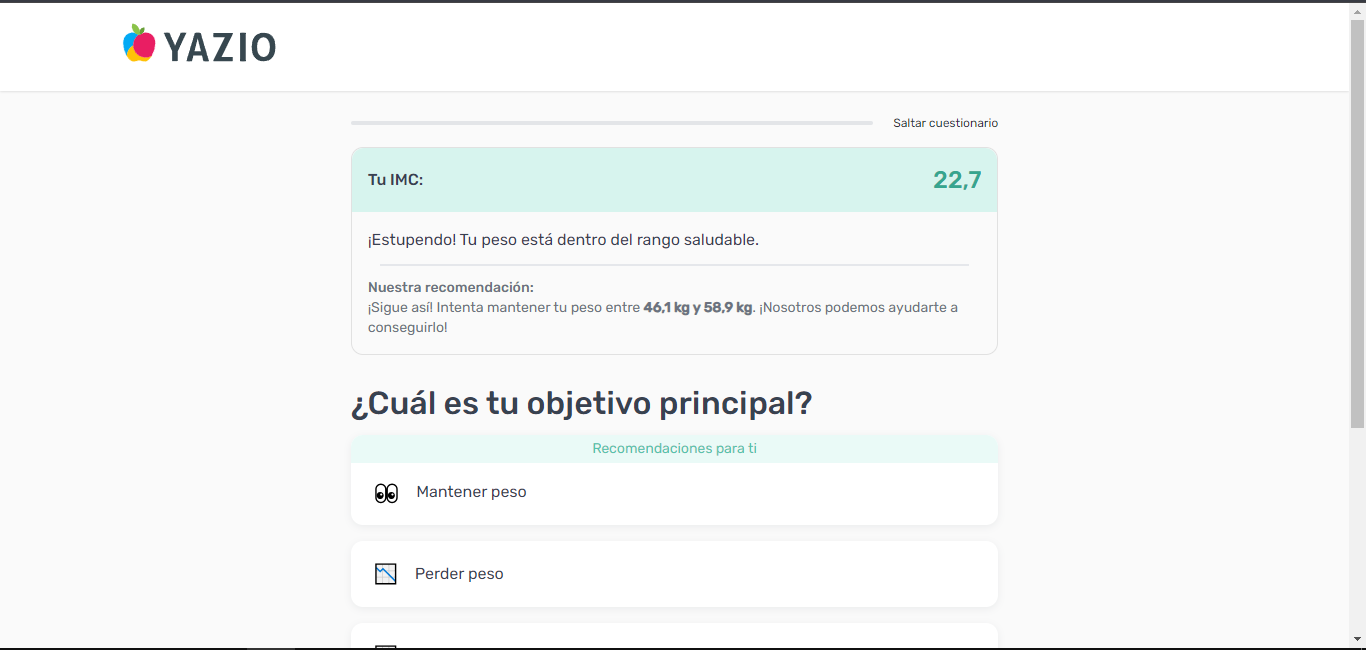 YAZIO
Saltar cuestionario
Tu IMC:
22,7
¡Estupendo! Tu peso está dentro del rango saludable.
Nuestra recomendación:
¡Sigue así! Intenta mantener tu peso entre 46,1 kg y 58,9 kg. ¡Nosotros podemos ayudarte a
conseguirlo!
¿Cuál es tu objetivo principal?
Recomendaciones para ti
Mantener peso
Perder peso